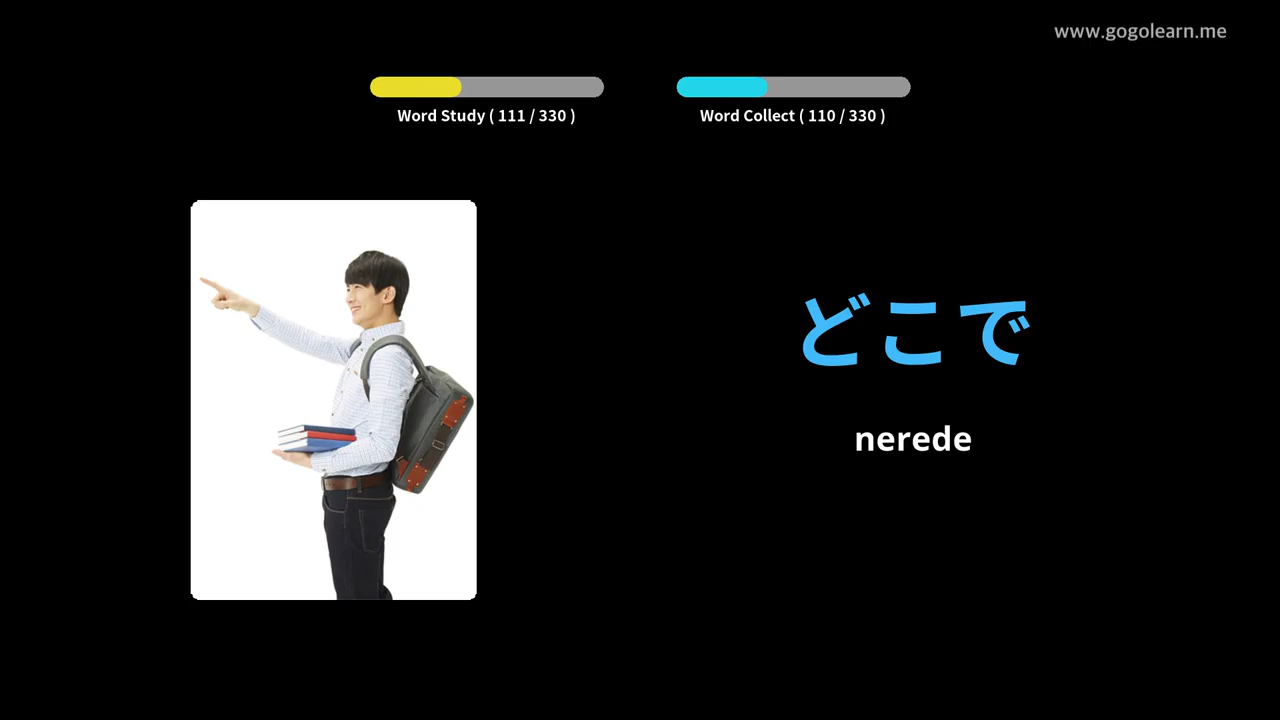 www.gogolearn.me
Word Study ( 111 / 330 )
Word Collect ( 110 / 330 )
どこで
nerede